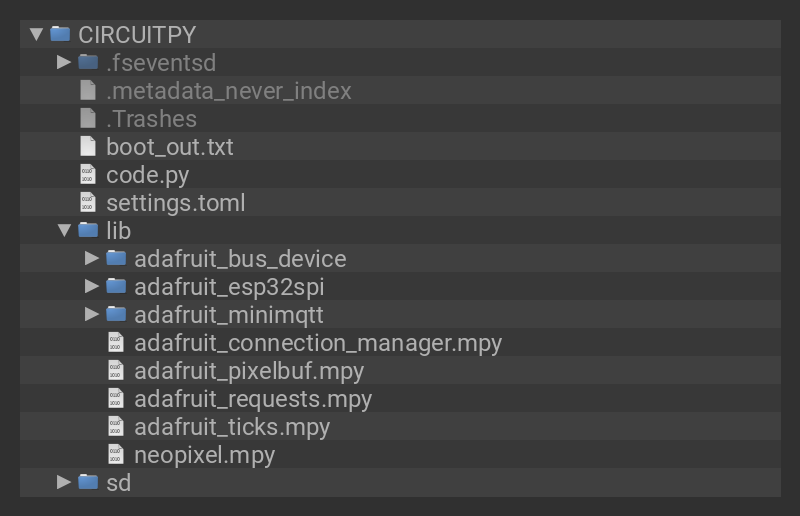 CIRCUITPY
.fseventsd
.metadata_never_index
.Trashes
boot_out.txt
code.py
settings.toml
lib
adafruit_bus_device
adafruit_esp32spi
adafruit_minimqtt
adafruit_connection_manager.mpy
adafruit_pixelbuf.mpy
adafruit_requests.mpy
adafruit_ticks.mpy
neopixel.mpy
sd